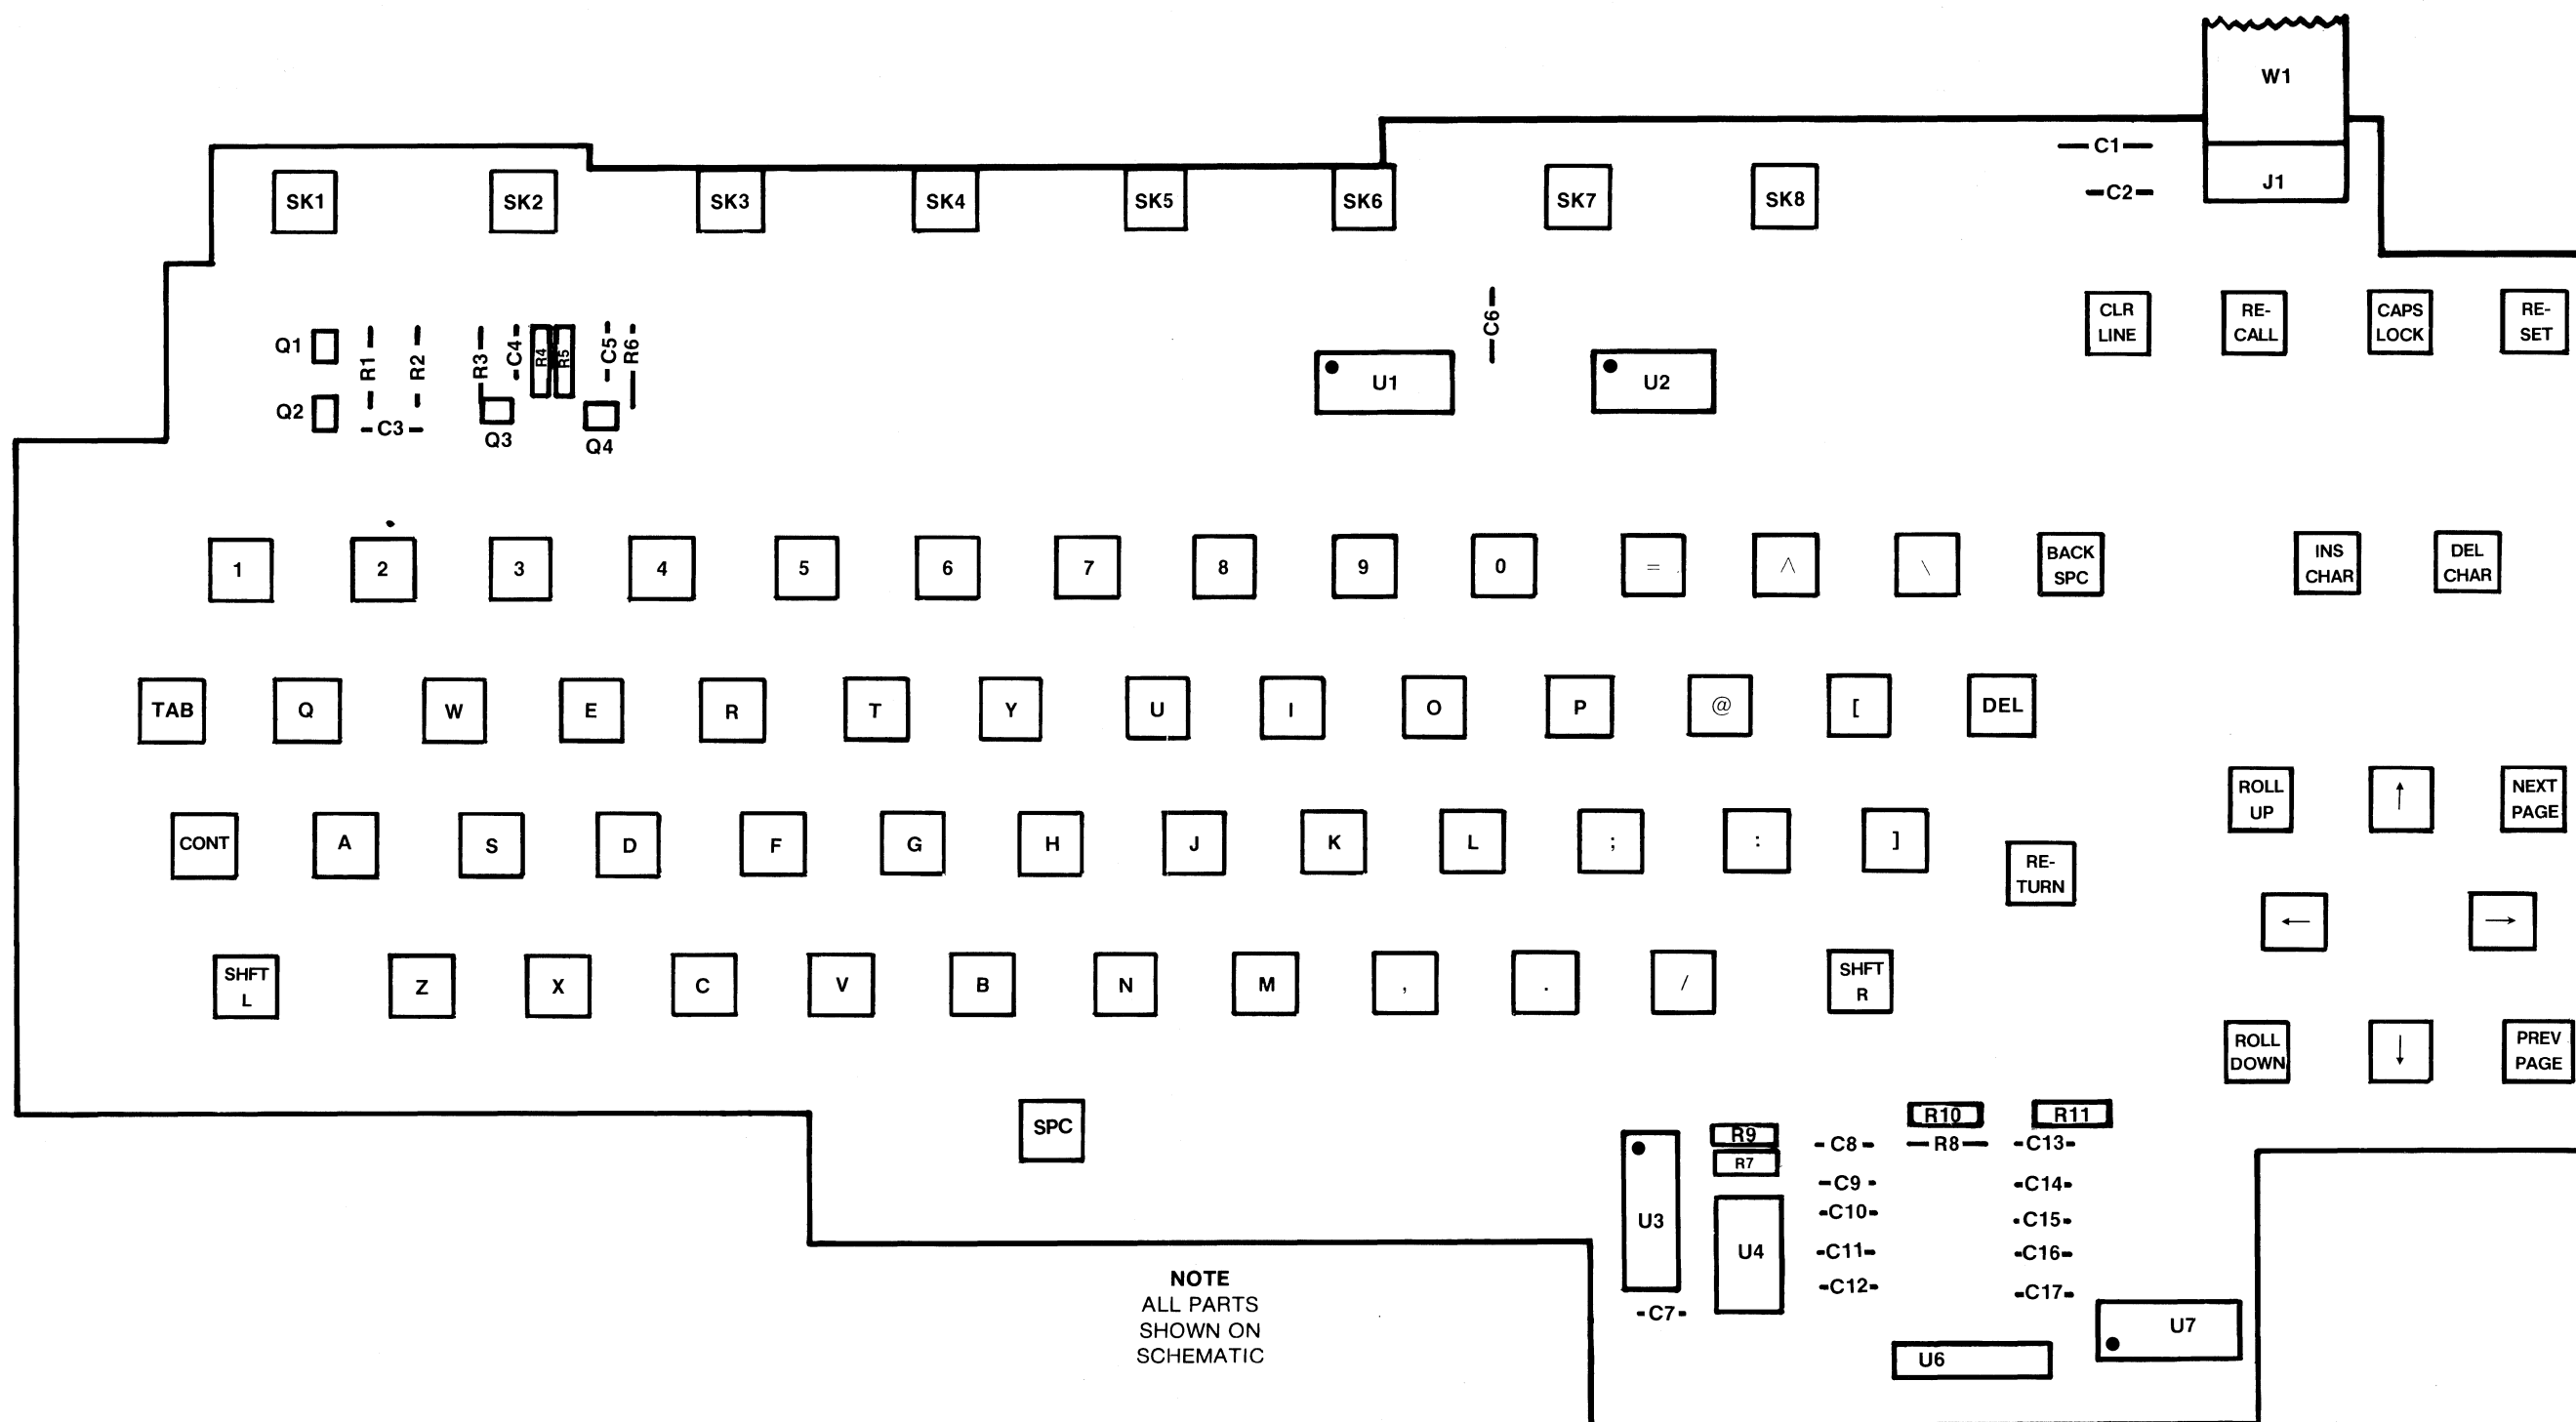 W1
C1
C2
J1
SK1 SK2 SK3 SK4 SK5 SK6 SK7 SK8
CLR LINE
RE-CALL
CAPS LOCK
RE-SET
Q1
Q2
R1
R2
C3
R3
C4
R4
R5
C5
R6
Q3
Q4
C6
U1
U2
1 2 3 4 5 6 7 8 9 0 = ^ \
BACK
SPC
INS
CHAR
DEL
CHAR
TAB Q W E R T Y U I O P @ [ DEL
ROLL
UP
↑
NEXT
PAGE
CONT A S D F G H J K L ; : ]
RE-
TURN
← →
SHFT
L
Z X C V B N M , . /
SHFT
R
ROLL
DOWN
↓
PREV
PAGE
SPC
R10
R11
R9
R7
C8
R8
C13
C9
C14
C10
C15
U3
U4
C11
C16
C12
C17
C7
U7
U6
NOTE
ALL PARTS
SHOWN ON
SCHEMATIC